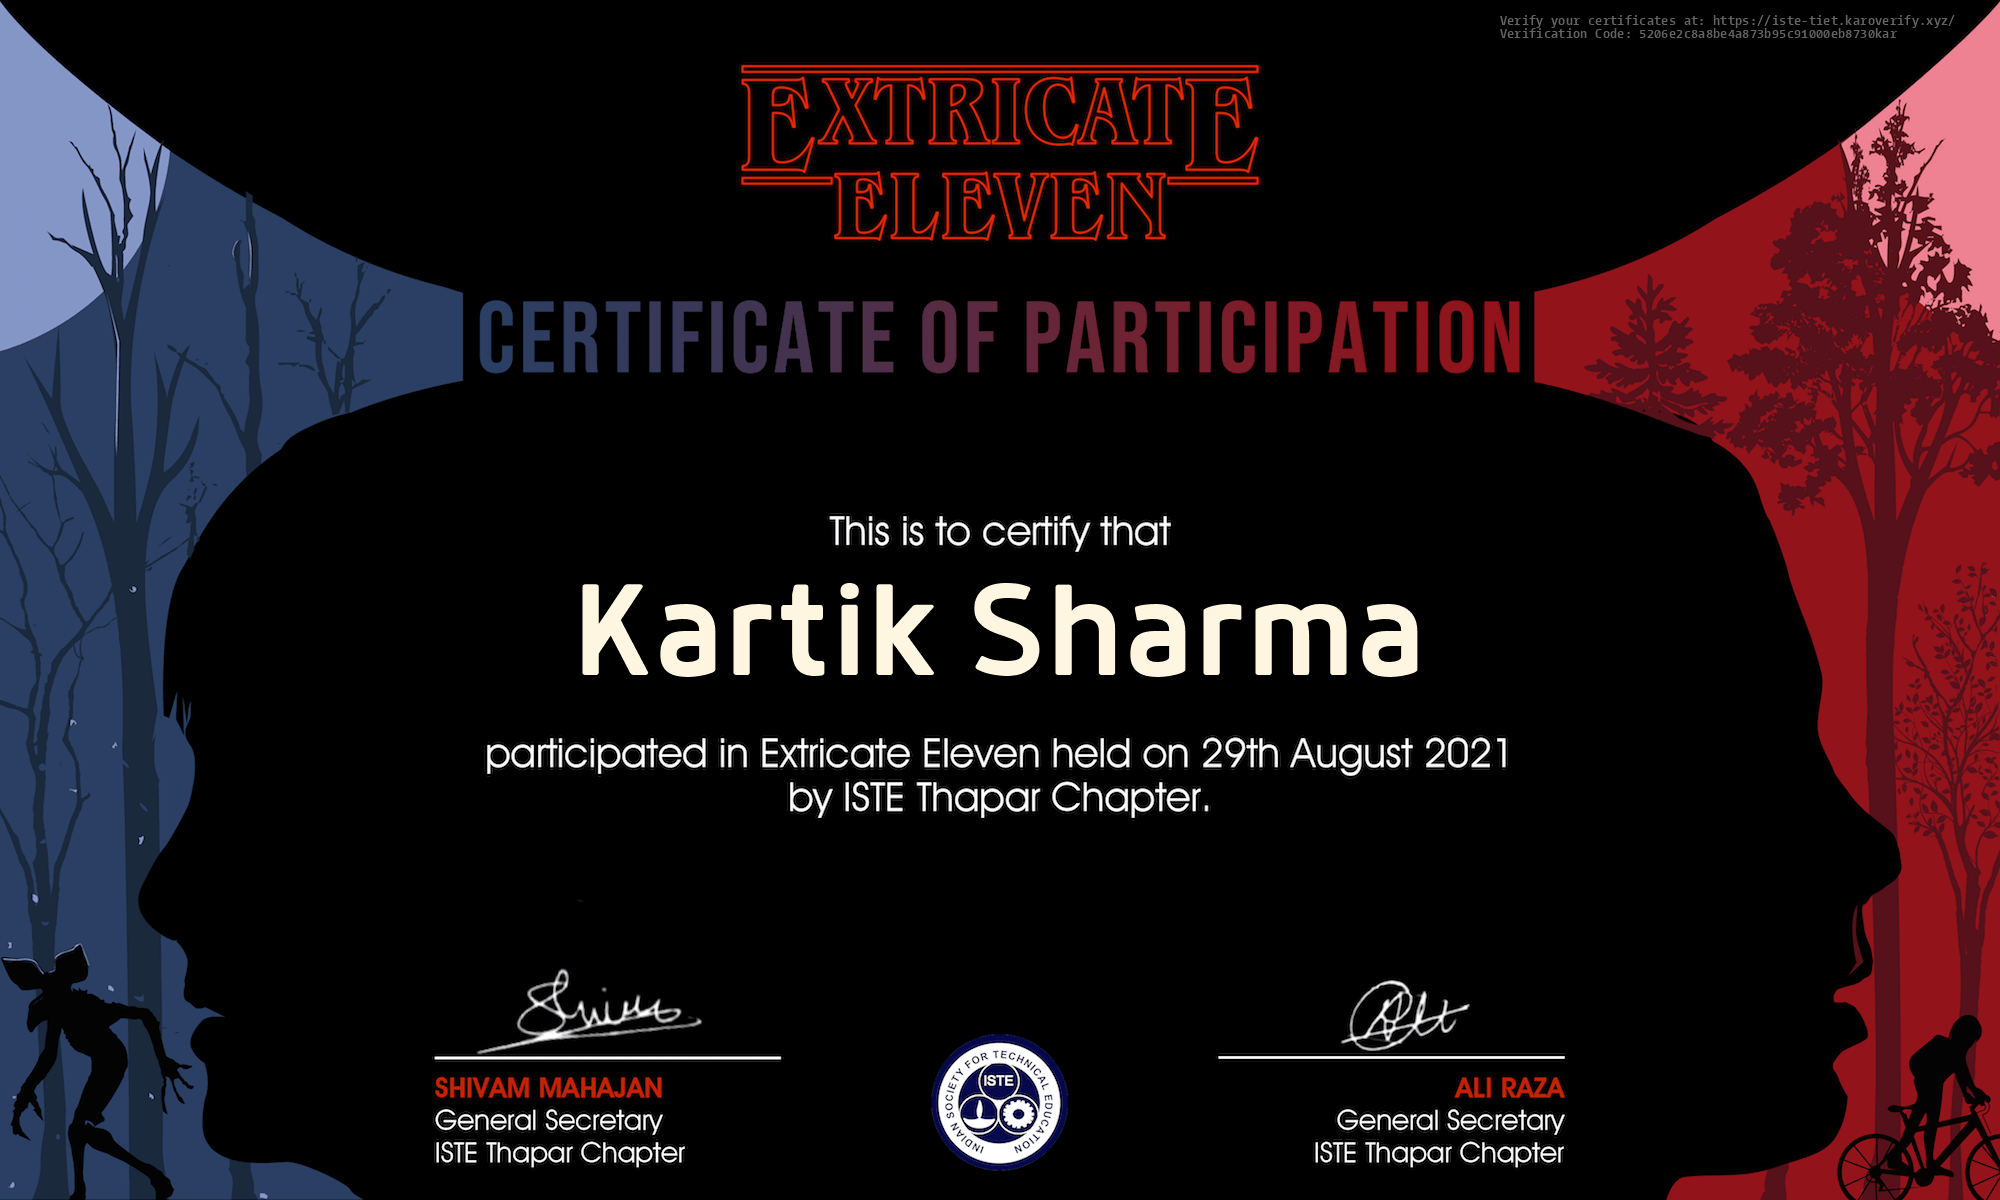 Verify your certificates at: https://iste-tiet.karoverify.xyz/
Verification Code: 5206e2c8a8be4a873b95c91000eb8730kar
EXTRICATE
ELEVEN
CERTIFICATE OF PARTICIPATION
This is to certify that
Kartik Sharma
participated in Extricate Eleven held on 29th August 2021
by ISTE Thapar Chapter.
SHIVAM MAHAJAN
General Secretary
ISTE Thapar Chapter
INDIAN SOCIETY FOR TECHNICAL EDUCATION
ISTE
ALI RAZA
General Secretary
ISTE Thapar Chapter